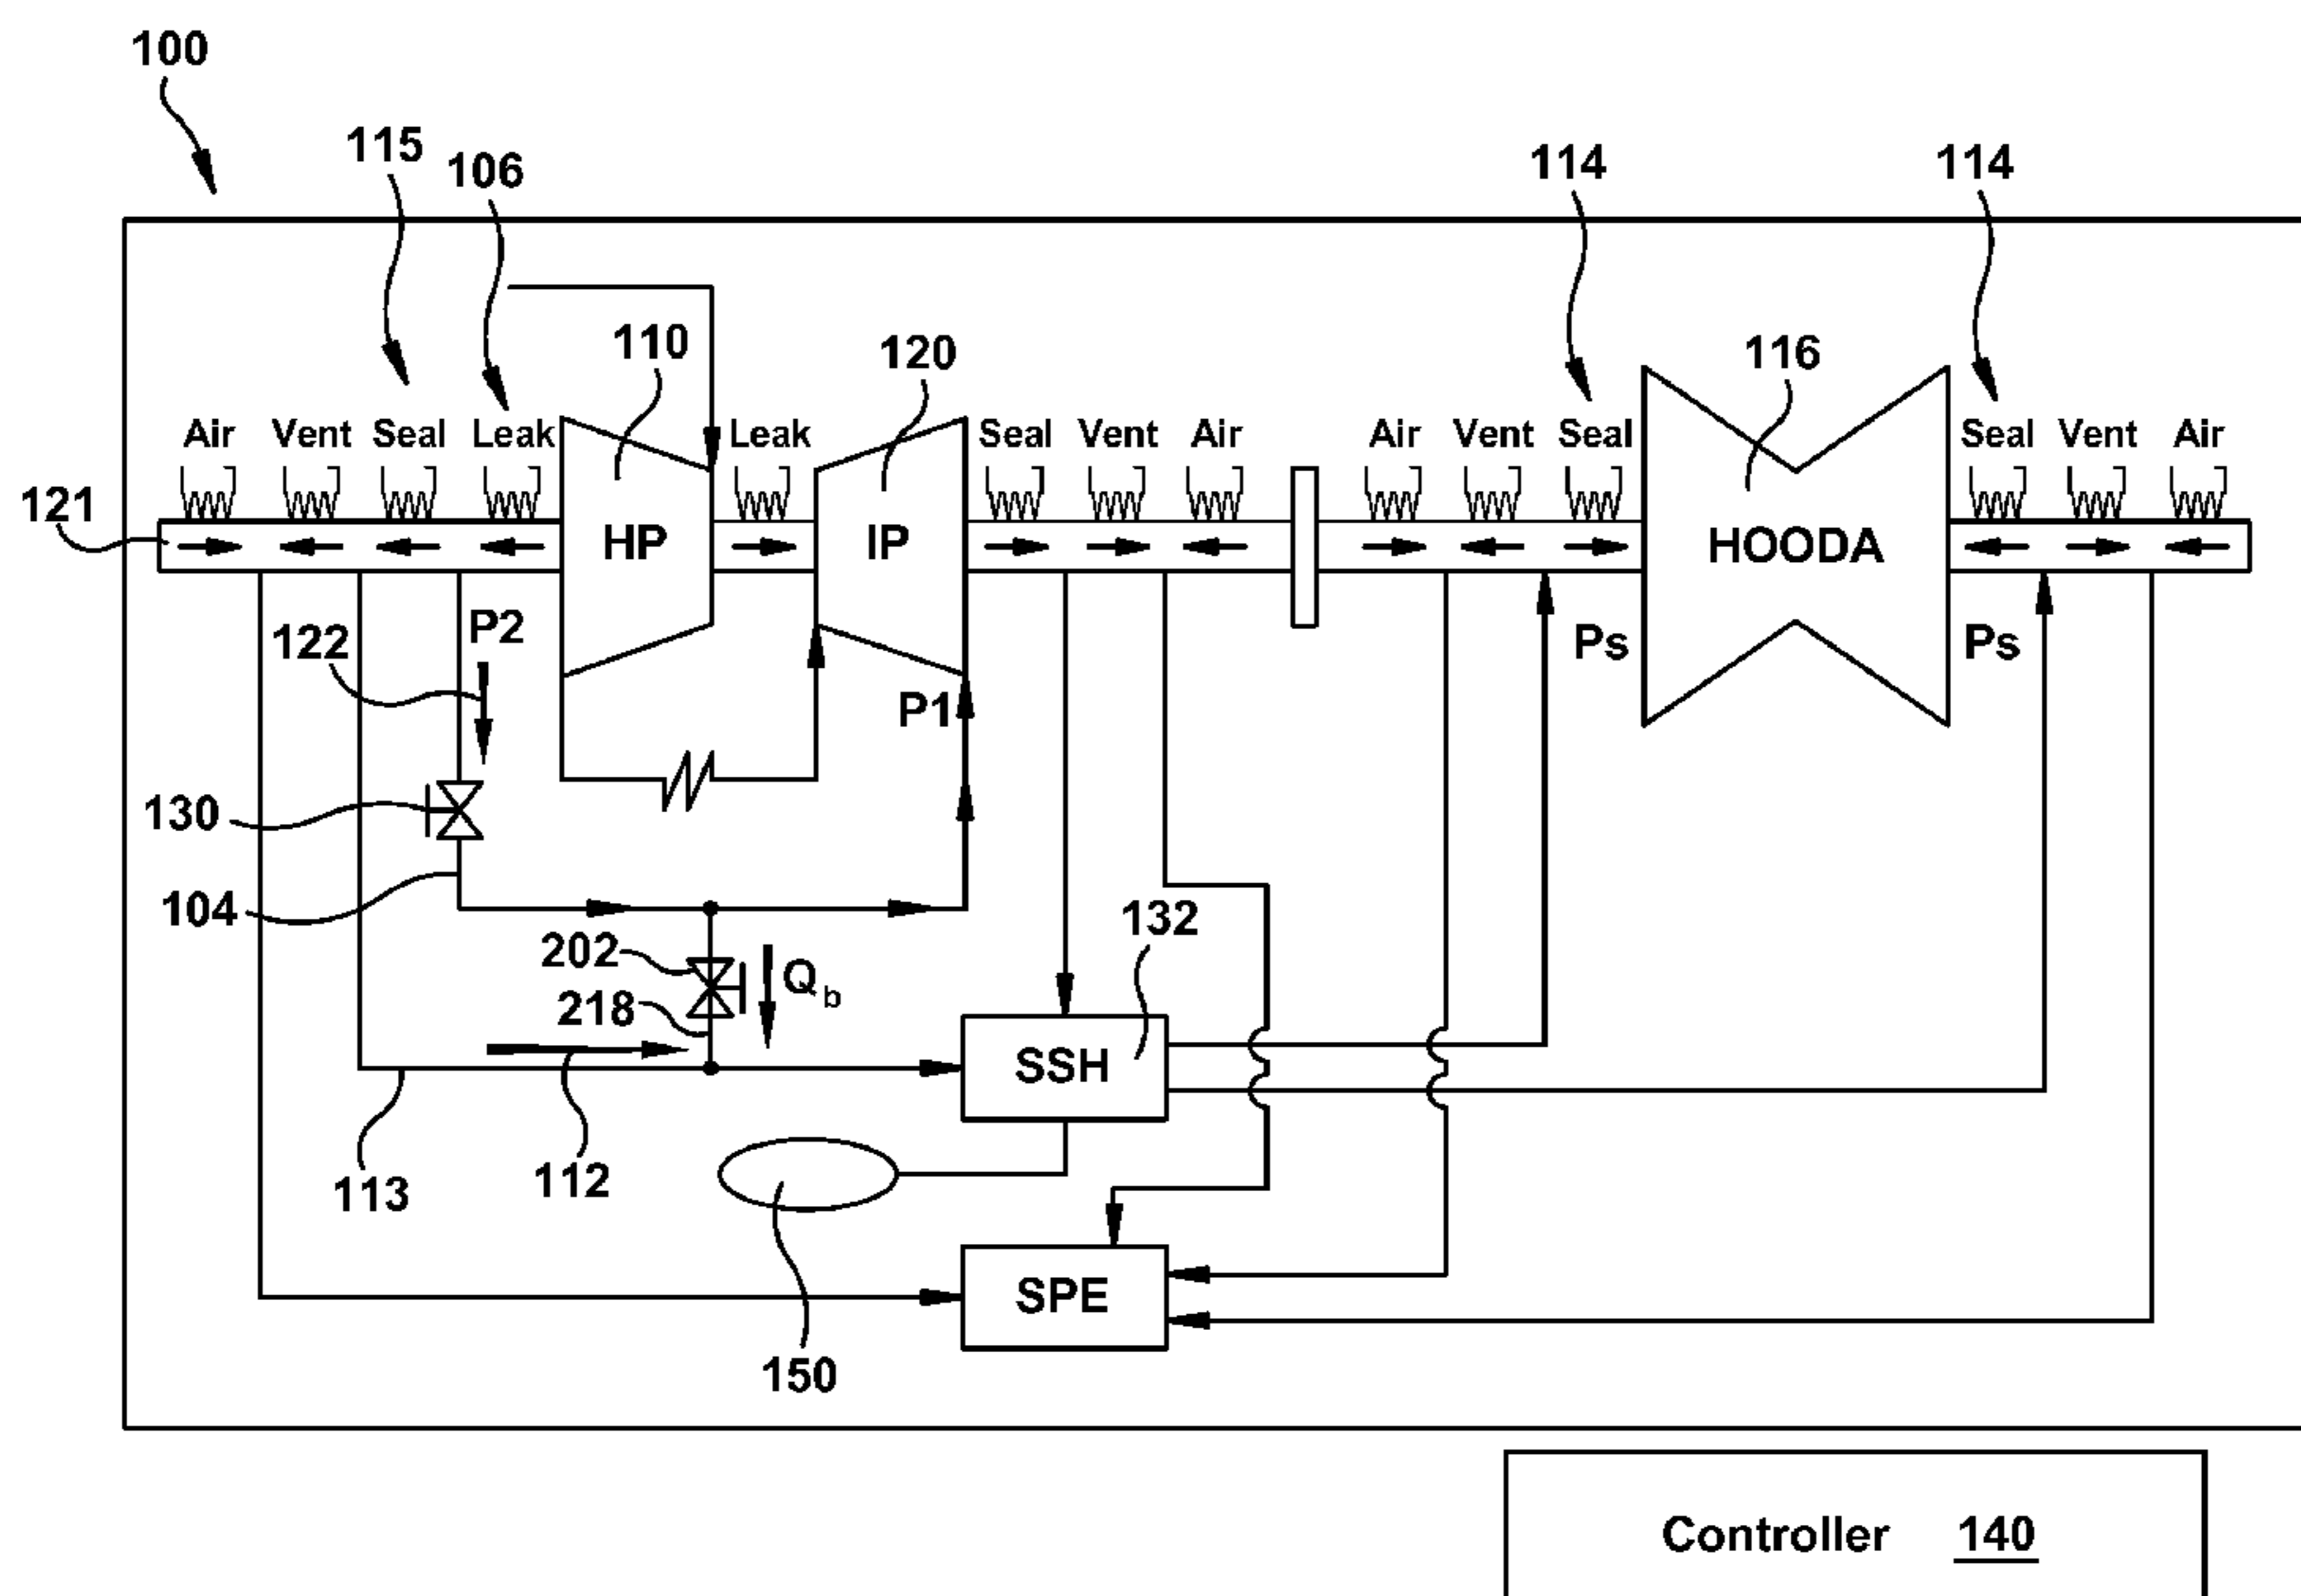 100
115
106
114
114
110
120
116
Air Vent Seal Leak Leak Seal Vent Air Air Vent Seal Seal Vent Air
121
HP IP HOODA
122 P2 Ps Ps
P1
130
104 132
202 Qb
218
SSH
113 112
SPE
150
Controller 140